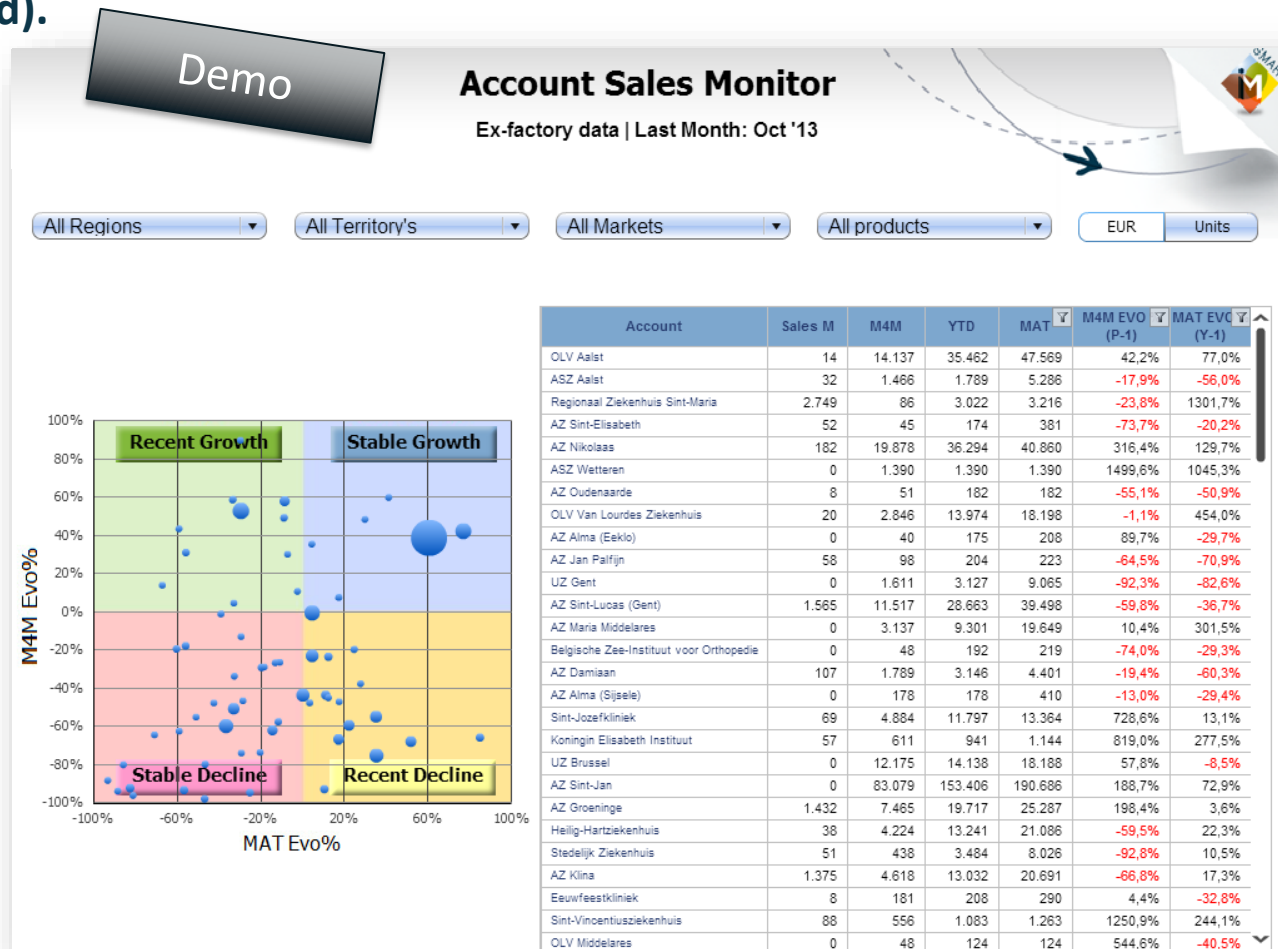 d).
Demo
Account Sales Monitor
Ex-factory data | Last Month: Oct '13
All Regions
All Territory's
All Markets
All products
EUR
Units
Account Sales M M4M YTD MAT M4M EVO (P-1) MAT EVO (Y-1)
OLV Aalst 14 14.137 35.462 47.569 42,2% 77,0%
ASZ Aalst 32 1.466 1.789 5.286 -17,9% -56,0%
Regionaal Ziekenhuis Sint-Maria 2.749 86 3.022 3.216 -23,8% 1301,7%
AZ Sint-Elisabeth 52 45 174 381 -73,7% -20,2%
AZ Nikolaas 182 19.878 36.294 40.860 316,4% 129,7%
ASZ Wetteren 0 1.390 1.390 1.390 1499,6% 1045,3%
AZ Oudenaarde 8 51 182 182 -55,1% -50,9%
OLV Van Lourdes Ziekenhuis 20 2.846 13.974 18.198 -1,1% 454,0%
AZ Alma (Eeklo) 0 40 175 208 89,7% -29,7%
AZ Jan Palfijn 58 98 204 223 -64,5% -70,9%
UZ Gent 0 1.611 3.127 9.065 -92,3% -82,6%
AZ Sint-Lucas (Gent) 1.565 11.517 28.663 39.498 -59,8% -36,7%
AZ Maria Middelares 0 3.137 9.301 19.649 10,4% 301,5%
Belgische Zee-Instituut voor Orthopedie 0 48 192 219 -74,0% -29,3%
AZ Damiaan 107 1.789 3.146 4.401 -19,4% -60,3%
AZ Alma (Sijsele) 0 178 178 410 -13,0% -29,4%
Sint-Jozefkliniek 69 4.884 11.797 13.364 728,6% 13,1%
Koningin Elisabeth Instituut 57 611 941 1.144 819,0% 277,5%
UZ Brussel 0 12.175 14.138 18.188 57,8% -8,5%
AZ Sint-Jan 0 83.079 153.406 190.686 188,7% 72,9%
AZ Groeninge 1.432 7.465 19.717 25.287 198,4% 3,6%
Heilig-Hartziekenhuis 38 4.224 13.241 21.086 -59,5% 22,3%
Stedelijk Ziekenhuis 51 438 3.484 8.026 -92,8% 10,5%
AZ Klina 1.375 4.618 13.032 20.691 -66,8% 17,3%
Eeuwfeestkliniek 8 181 208 290 4,4% -32,8%
Sint-Vincentiusziekenhuis 88 556 1.083 1.263 1250,9% 244,1%
OLV Middelares 0 48 124 124 544,6% -40,5%
M4M Evo%
100%
80%
60%
40%
20%
0%
-20%
-40%
-60%
-80%
-100%
Recent Growth
Stable Growth
Stable Decline
Recent Decline
-100% -60% -20% 20% 60% 100%
MAT Evo%